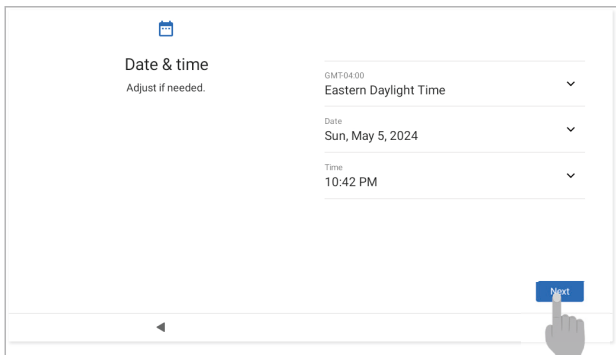 Date & time
Adjust if needed.
GMT-04:00
Eastern Daylight Time
Date
Sun, May 5, 2024
Time
10:42 PM
Next